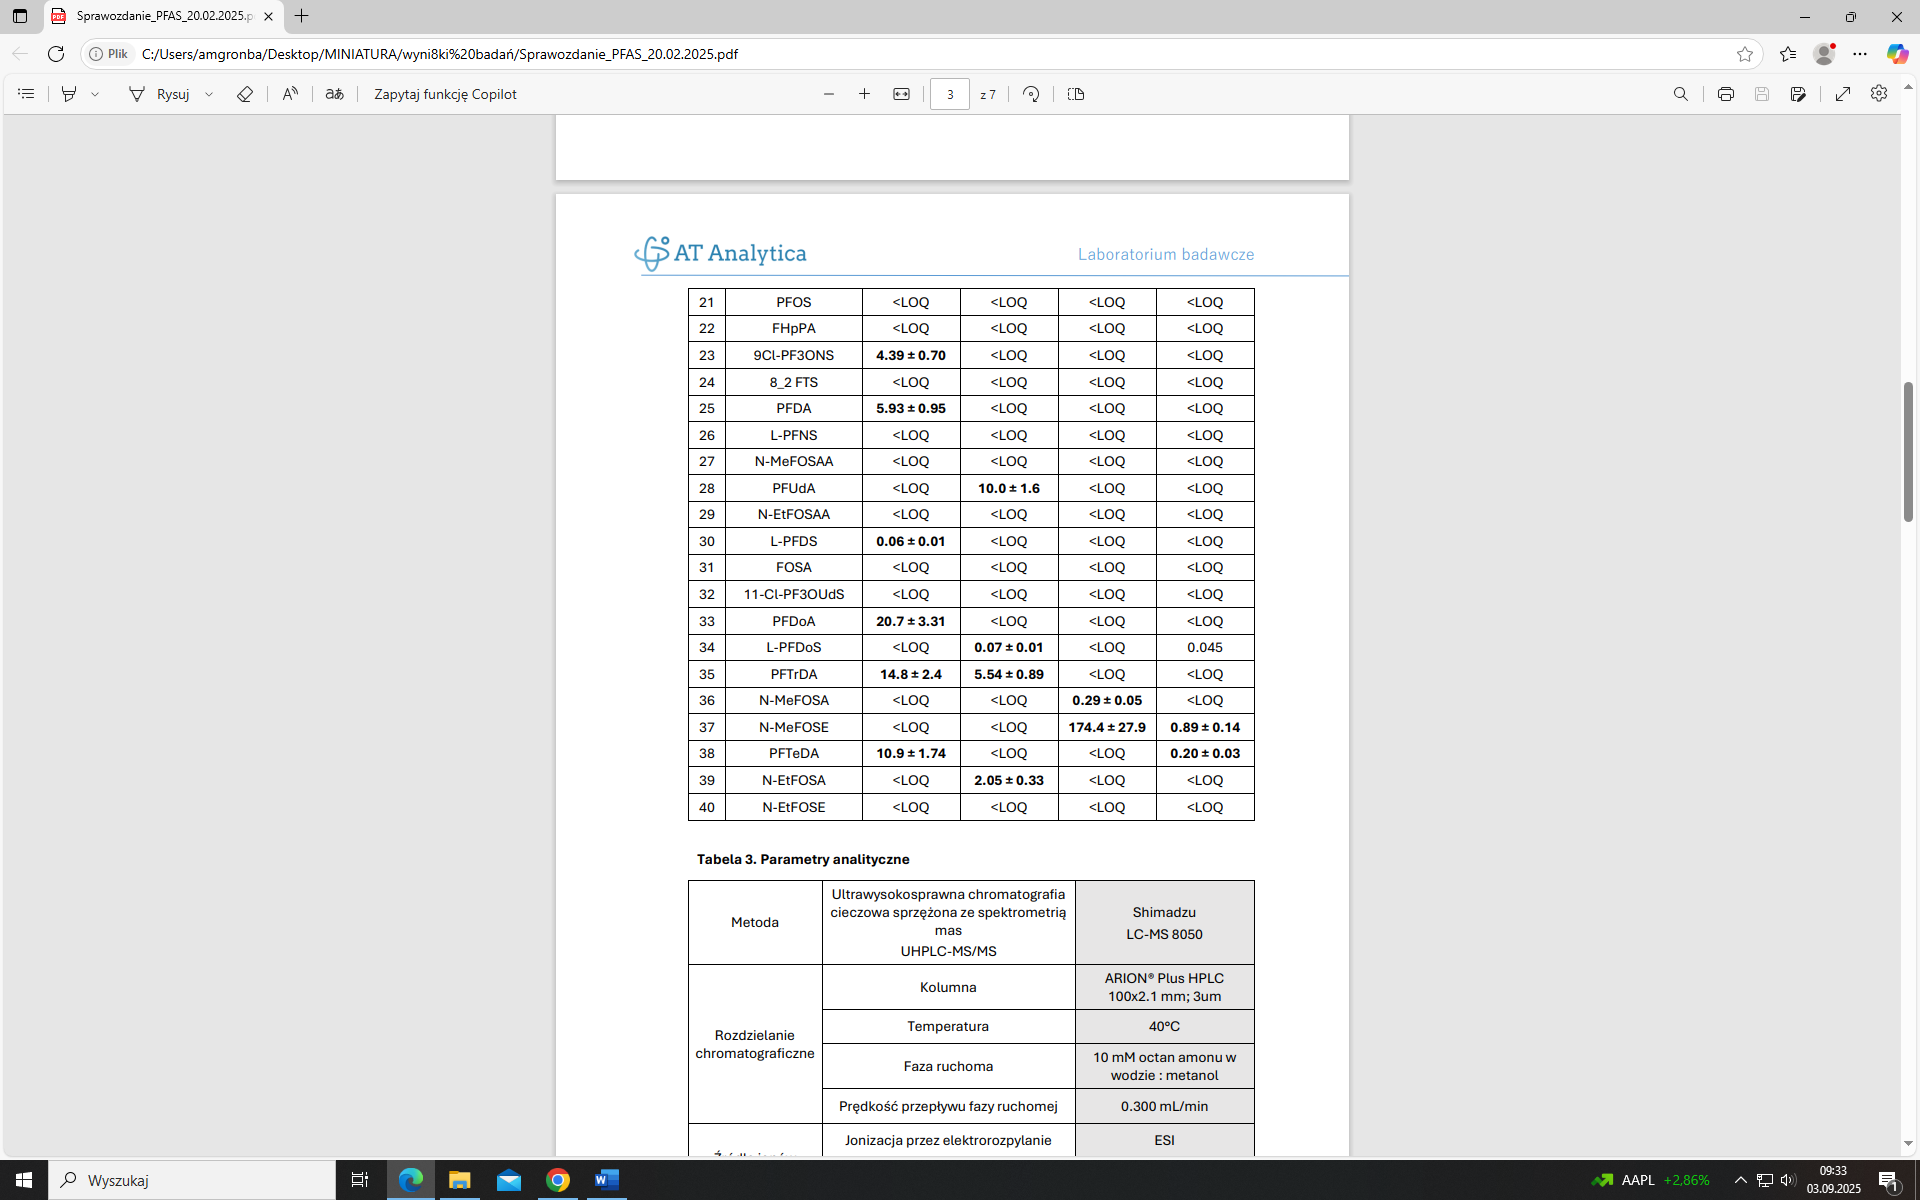 Sprawozdanie_PFAS_20.02.2025.p
Plik C:/Users/amgronba/Desktop/MINIATURA/wyni8ki%20badań/Sprawozdanie_PFAS_20.02.2025.pdf
Rysuj Zapytaj funkcję Copilot 3 z 7
AT Analytica Laboratorium badawcze
21 PFOS <LOQ <LOQ <LOQ <LOQ
22 FHpPA <LOQ <LOQ <LOQ <LOQ
23 9Cl-PF3ONS 4.39 ± 0.70 <LOQ <LOQ <LOQ
24 8_2 FTS <LOQ <LOQ <LOQ <LOQ
25 PFDA 5.93 ± 0.95 <LOQ <LOQ <LOQ
26 L-PFNS <LOQ <LOQ <LOQ <LOQ
27 N-MeFOSAA <LOQ <LOQ <LOQ <LOQ
28 PFUdA <LOQ 10.0 ± 1.6 <LOQ <LOQ
29 N-EtFOSAA <LOQ <LOQ <LOQ <LOQ
30 L-PFDS 0.06 ± 0.01 <LOQ <LOQ <LOQ
31 FOSA <LOQ <LOQ <LOQ <LOQ
32 11-Cl-PF3OUdS <LOQ <LOQ <LOQ <LOQ
33 PFDoA 20.7 ± 3.31 <LOQ <LOQ <LOQ
34 L-PFDoS <LOQ 0.07 ± 0.01 <LOQ 0.045
35 PFTrDA 14.8 ± 2.4 5.54 ± 0.89 <LOQ <LOQ
36 N-MeFOSA <LOQ <LOQ 0.29 ± 0.05 <LOQ
37 N-MeFOSE <LOQ <LOQ 174.4 ± 27.9 0.89 ± 0.14
38 PFTeDA 10.9 ± 1.74 <LOQ <LOQ 0.20 ± 0.03
39 N-EtFOSA <LOQ 2.05 ± 0.33 <LOQ <LOQ
40 N-EtFOSE <LOQ <LOQ <LOQ <LOQ
Tabela 3. Parametry analityczne
Metoda
Ultrawysokosprawna chromatografia
cieczowa sprzężona ze spektrometrią
mas
UHPLC-MS/MS
Shimadzu
LC-MS 8050
Rozdzielanie
chromatograficzne
Kolumna
ARION® Plus HPLC
100x2.1 mm; 3um
Temperatura 40°C
Faza ruchoma
10 mM octan amonu w
wodzie : metanol
Prędkość przepływu fazy ruchomej 0.300 mL/min
Jonizacja przez elektrorozpylanie ESI
Wyszukaj
AAPL +2,86%
09:33
03.09.2025
1